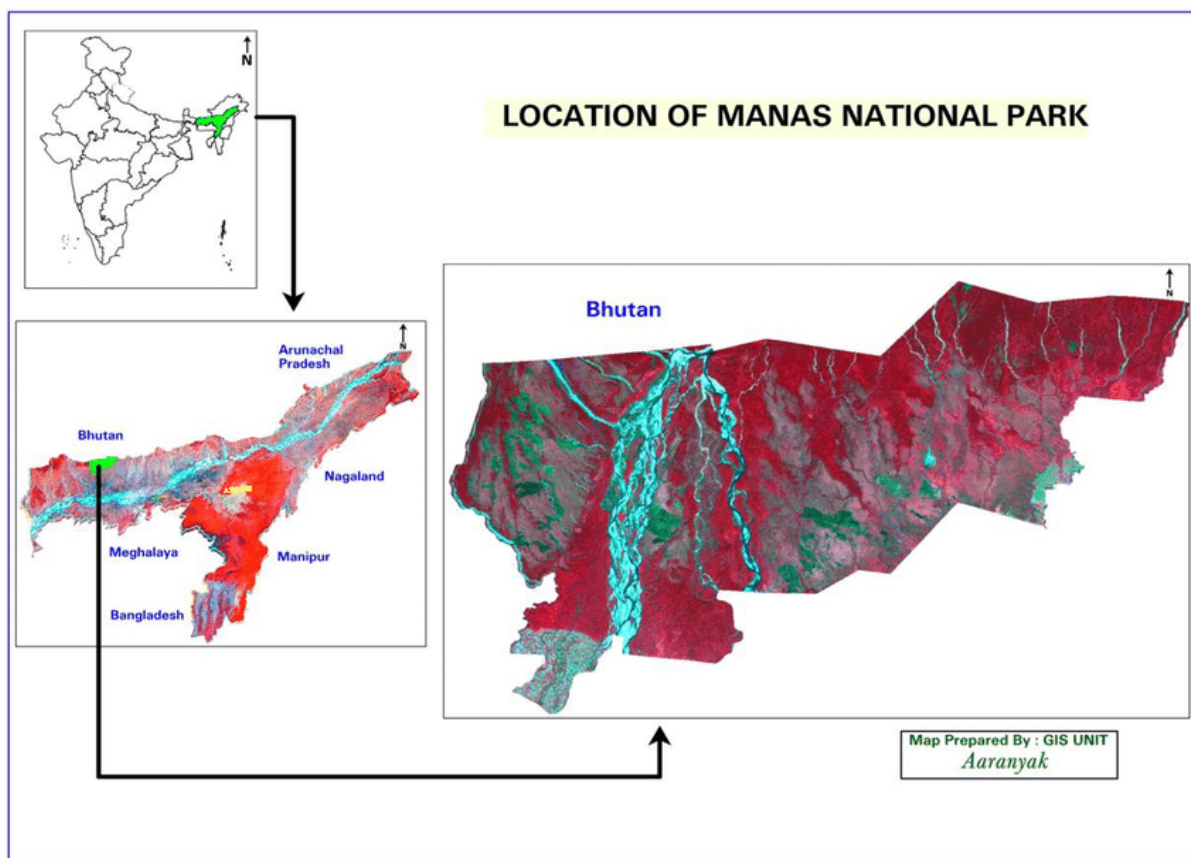 N
LOCATION OF MANAS NATIONAL PARK
N
Arunachal
Pradesh
Bhutan
Nagaland
Meghalaya
Manipur
Bangladesh
N
Bhutan
Map Prepared By : GIS UNIT
Aaranyak